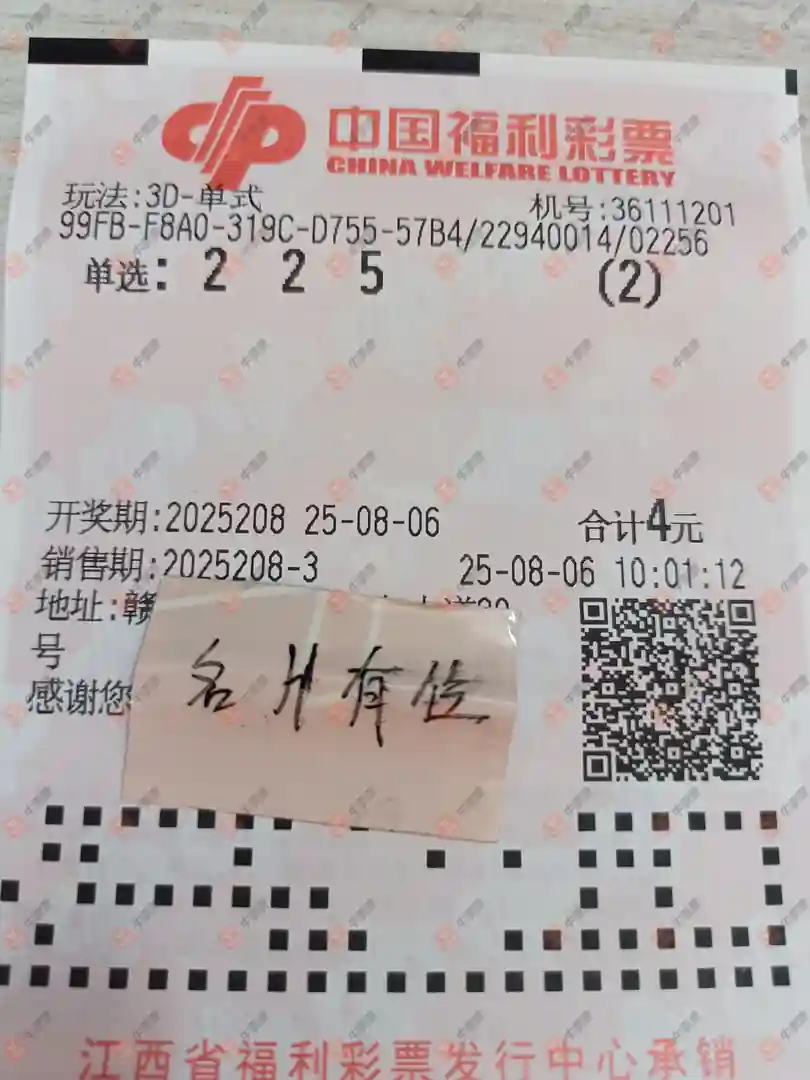 中国福利彩票
CHINA WELFARE LOTTERY
玩法:3D-单式 机号:36111201
99FB-F8A0-319C-D755-57B4/22940014/02256
单选: 2 2 5 (2)
开奖期:2025208 25-08-06 合计4元
销售期:2025208-3 25-08-06 10:01:12
地址:赣
号
感谢您
名片有位
江西省福利彩票发行中心承销